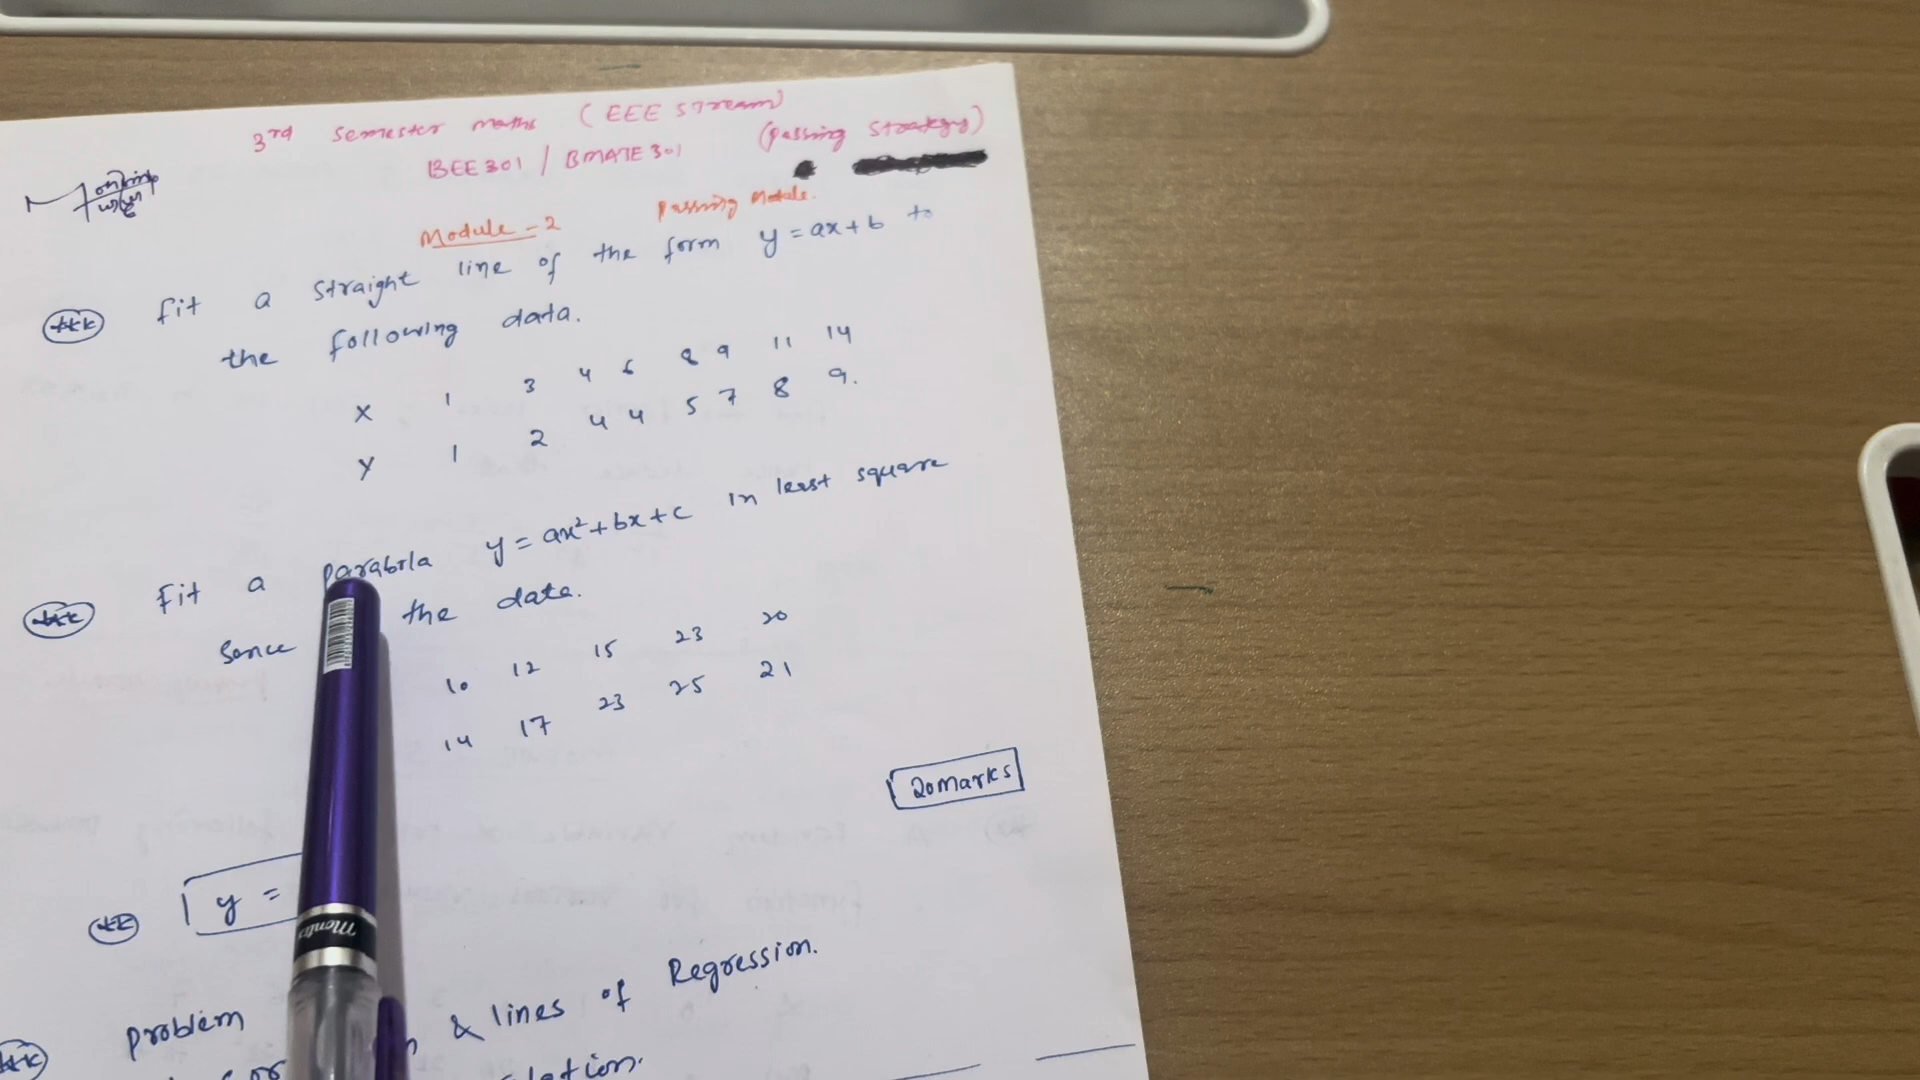 3rd Semester maths (EEE Stream)
BEE301 / BMATE301 (Passing Strategy)
Module-2 Passing Module.
fit a straight line of the form y = ax+b to
the following data.
X 1 3 4 6 8 9 11 14
Y 1 2 4 4 5 7 8 9.
Fit a parabola y = ax²+bx+c in least square
Sence the data.
10 12 15 23 20
14 17 23 25 21
20marks
y =
Mentis
problem & lines of Regression.